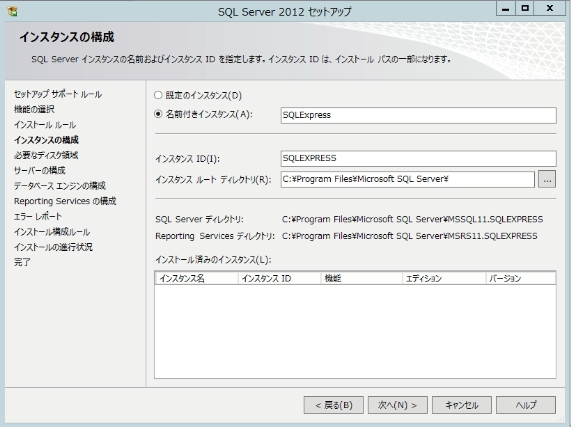 SQL Server 2012 セットアップ
インスタンスの構成
SQL Server インスタンスの名前およびインスタンス ID を指定します。インスタンス ID は、インストール パスの一部になります。
セットアップ サポート ルール
機能の選択
インストール ルール
インスタンスの構成
必要なディスク領域
サーバーの構成
データベース エンジンの構成
Reporting Services の構成
エラー レポート
インストール構成ルール
インストールの進行状況
完了
既定のインスタンス(D)
名前付きインスタンス(A): SQLExpress
インスタンス ID(I): SQLEXPRESS
インスタンス ルート ディレクトリ(R): C:¥Program Files¥Microsoft SQL Server¥ ...
SQL Server ディレクトリ: C:¥Program Files¥Microsoft SQL Server¥MSSQL11.SQLEXPRESS
Reporting Services ディレクトリ: C:¥Program Files¥Microsoft SQL Server¥MSRS11.SQLEXPRESS
インストール済みのインスタンス(L):
インスタンス名 インスタンス ID 機能 エディション バージョン
< 戻る(B) 次へ(N) > キャンセル ヘルプ